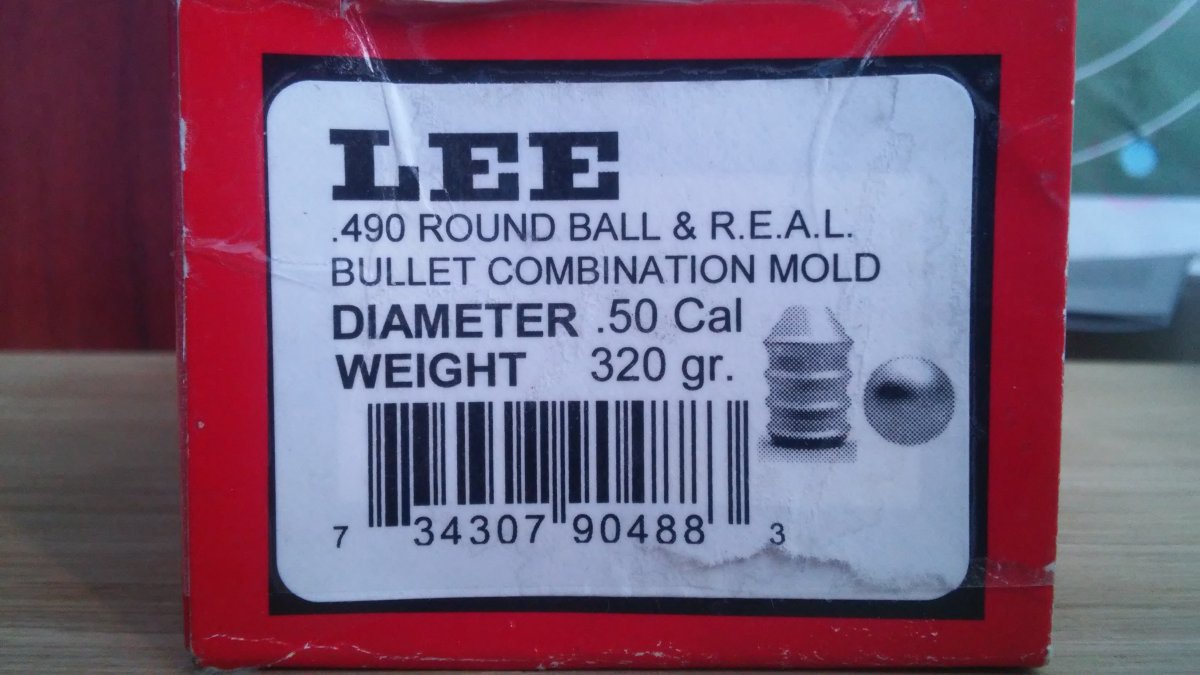 LEE
.490 ROUND BALL & R.E.A.L.
BULLET COMBINATION MOLD
DIAMETER .50 Cal
WEIGHT 320 gr.
7 34307 90488 3